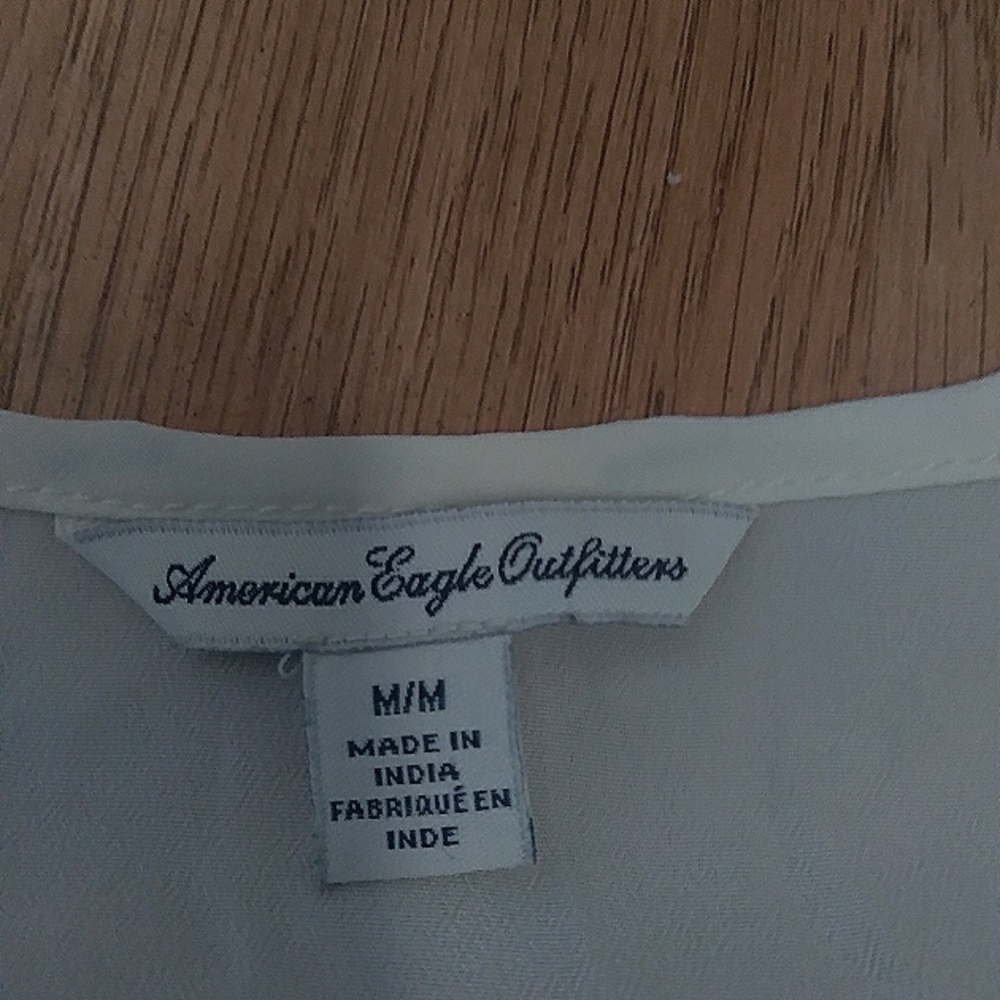 American Eagle Outfitters
M/M
MADE IN
INDIA
FABRIQUÉ EN
INDE